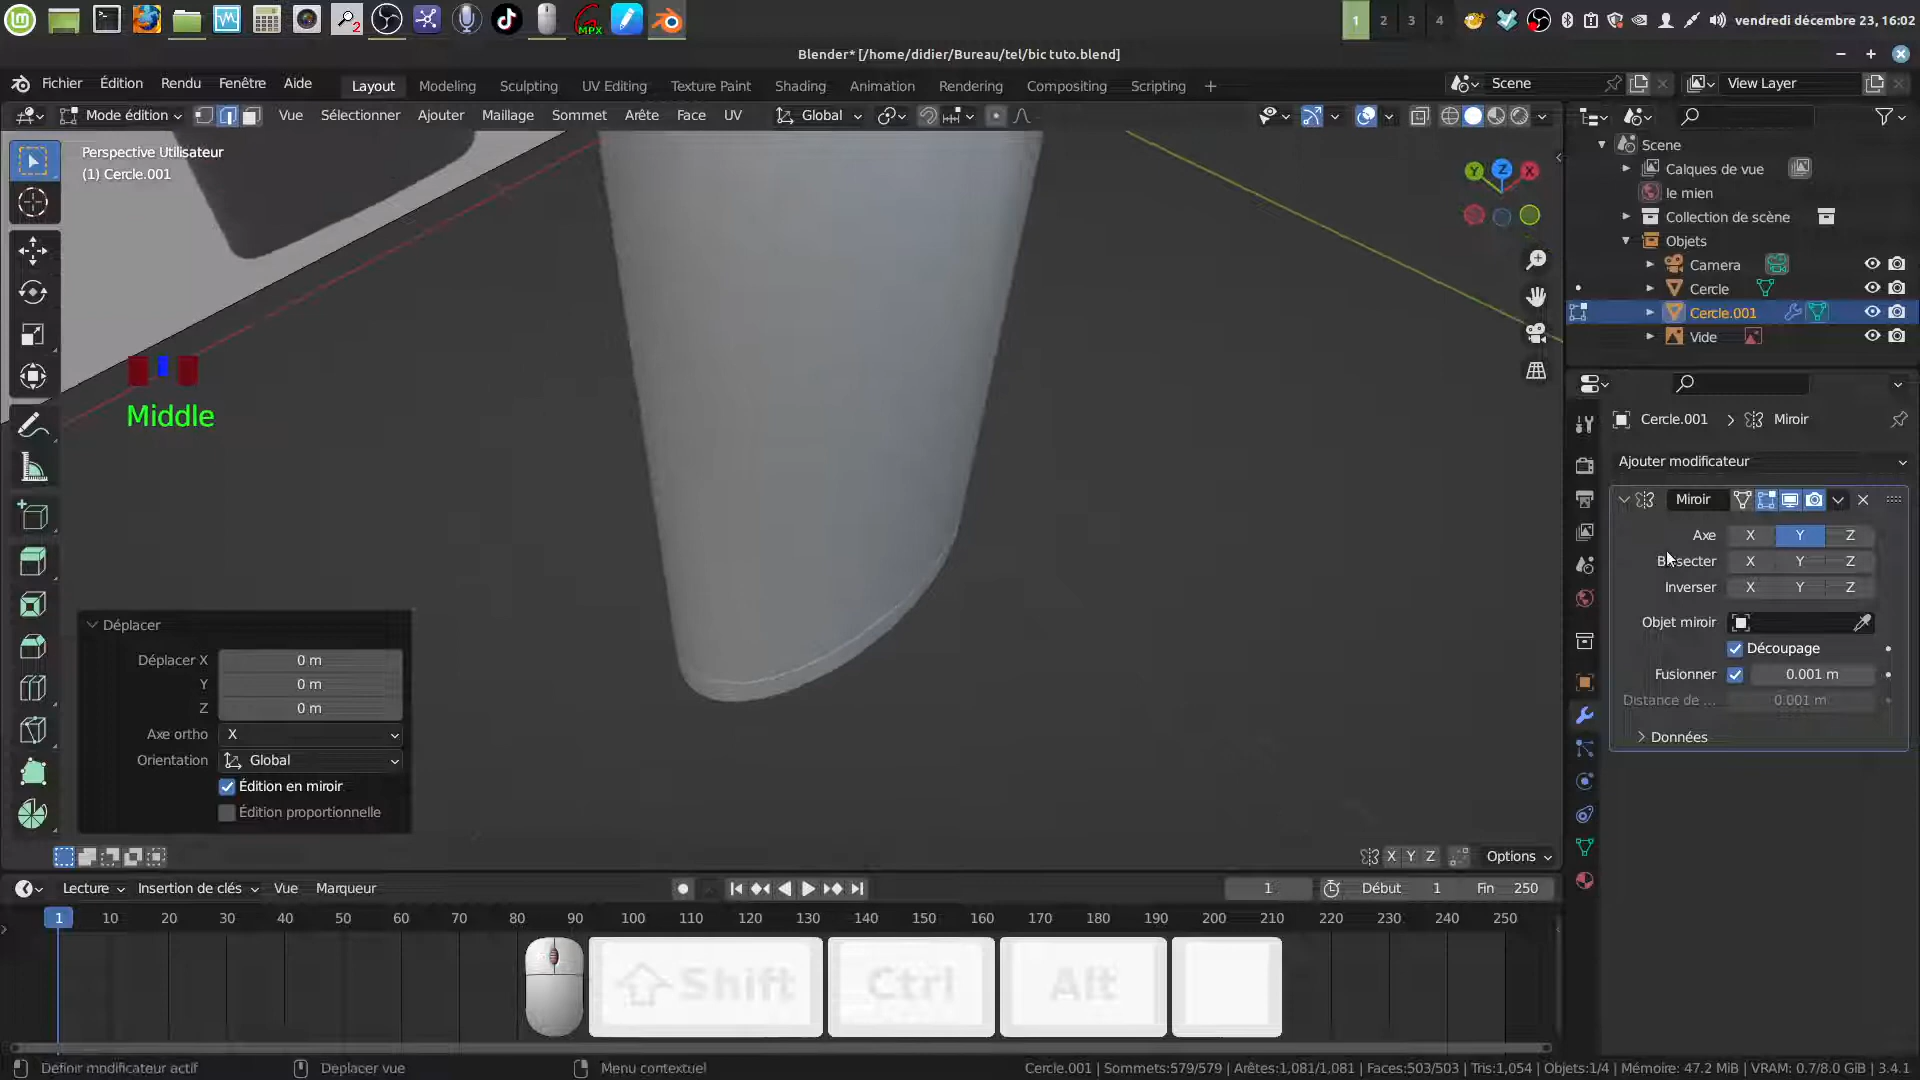 MPX
1 2 3 4
vendredi décembre 23, 16:02
Blender* [/home/didier/Bureau/tel/bic tuto.blend]
Fichier Édition Rendu Fenêtre Aide Layout Modeling Sculpting UV Editing Texture Paint Shading Animation Rendering Compositing Scripting + Scene View Layer
Mode édition Vue Sélectionner Ajouter Maillage Sommet Arête Face UV Global
Perspective Utilisateur
(1) Cercle.001
Y Z X
Scene
Calques de vue
le mien
Collection de scène
Objets
Camera
Cercle
Cercle.001
Vide
Middle
Cercle.001 > Miroir
Ajouter modificateur
Miroir
Axe X Y Z
Bissecter X Y Z
Inverser X Y Z
Objet miroir
Découpage
Fusionner 0.001 m
Distance de ... 0.001 m
Données
Déplacer
Déplacer X 0 m
Y 0 m
Z 0 m
Axe ortho X
Orientation Global
Édition en miroir
Édition proportionnelle
X Y Z Options
Lecture Insertion de clés Vue Marqueur 1 Début 1 Fin 250
1 10 20 30 40 50 60 70 80 90 100 110 120 130 140 150 160 170 180 190 200 210 220 230 240 250
Shift Ctrl Alt
Définir modificateur actif Deplacer vue Menu contextuel Cercle.001 | Sommets:579/579 | Arêtes:1,081/1,081 | Faces:503/503 | Tris:1,054 | Objets:1/4 | Mémoire: 47.2 MiB | VRAM: 0.7/8.0 GiB | 3.4.1